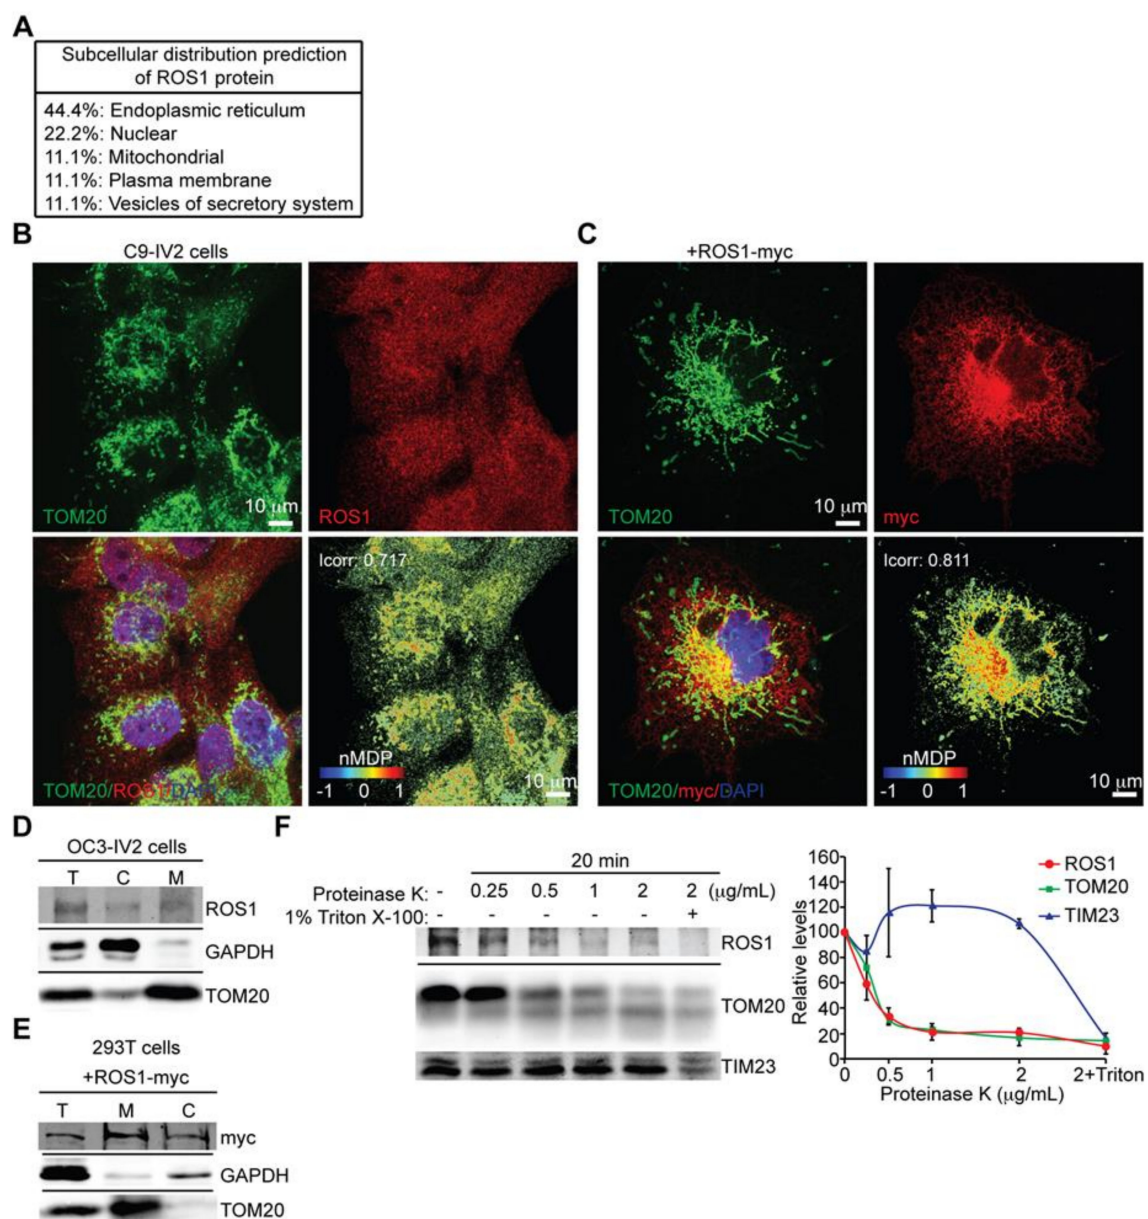 A
Subcellular distribution prediction
of ROS1 protein
44.4%: Endoplasmic reticulum
22.2%: Nuclear
11.1%: Mitochondrial
11.1%: Plasma membrane
11.1%: Vesicles of secretory system
B
C9-IV2 cells
TOM20
10 μm
ROS1
TOM20/ROS1/DAPI
Icorr: 0.717
nMDP
-1 0 1
10 μm
C
+ROS1-myc
TOM20
10 μm
myc
TOM20/myc/DAPI
Icorr: 0.811
nMDP
-1 0 1
10 μm
D
OC3-IV2 cells
T C M
ROS1
GAPDH
TOM20
E
293T cells
+ROS1-myc
T M C
myc
GAPDH
TOM20
F
20 min
Proteinase K: - 0.25 0.5 1 2 2 (μg/mL)
1% Triton X-100: - - - - - +
ROS1
TOM20
TIM23
Relative levels
160
140
120
100
80
60
40
20
0
0 0.5 1 2 2+Triton
Proteinase K (μg/mL)
ROS1
TOM20
TIM23